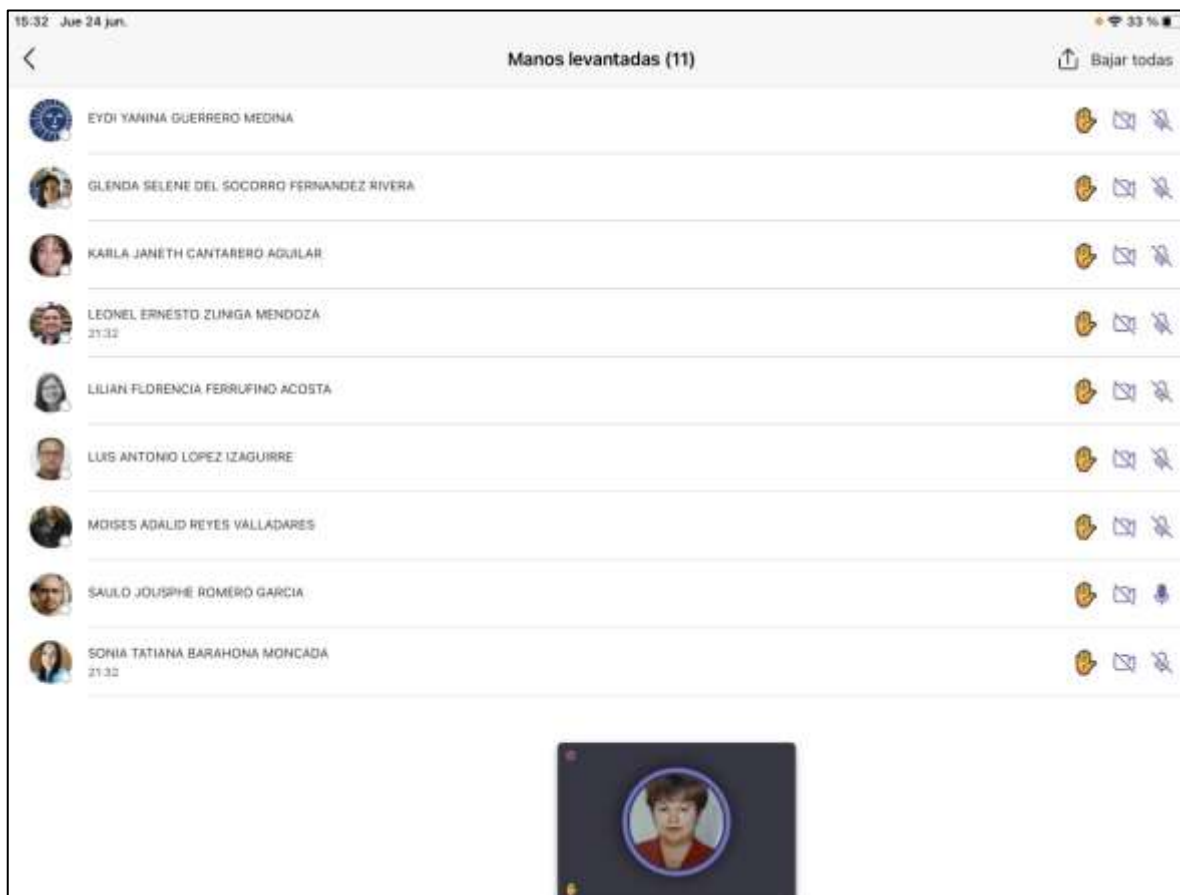 15:32 Jue 24 jun.
33 %
Manos levantadas (11)
Bajar todas
EYDI YANINA GUERRERO MEDINA
GLENDA SELENE DEL SOCORRO FERNANDEZ RIVERA
KARLA JANETH CANTARERO AGUILAR
LEONEL ERNESTO ZUNIGA MENDOZA
21:32
LILIAN FLORENCIA FERRUFINO ACOSTA
LUIS ANTONIO LOPEZ IZAGUIRRE
MOISES ADALID REYES VALLADARES
SAULO JOUSPHE ROMERO GARCIA
SONIA TATIANA BARAHONA MONCADA
21:32